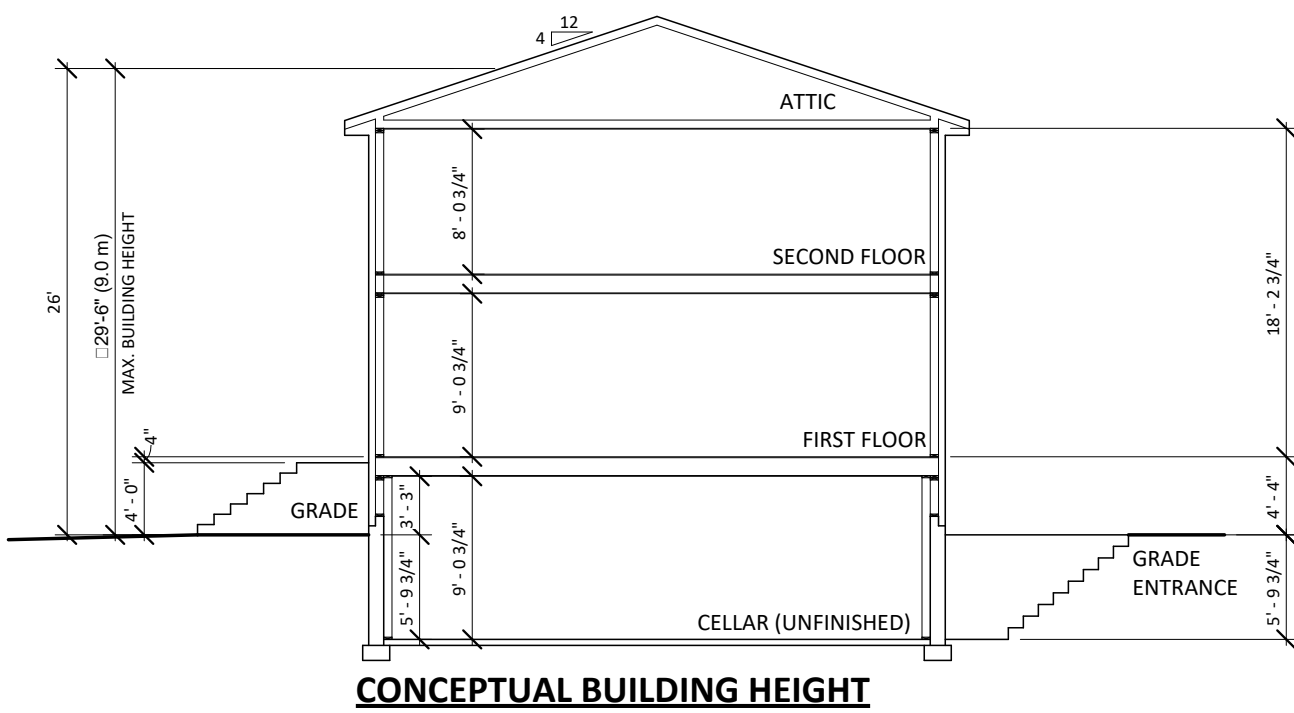 12
4
ATTIC
26'
□29'-6" (9.0 m)
MAX. BUILDING HEIGHT
8' - 0 3/4"
SECOND FLOOR
18' - 2 3/4"
9' - 0 3/4"
FIRST FLOOR
4"
4' - 0"
GRADE
3' - 3"
4' - 4"
5' - 9 3/4"
9' - 0 3/4"
CELLAR (UNFINISHED)
GRADE
ENTRANCE
5' - 9 3/4"
CONCEPTUAL BUILDING HEIGHT